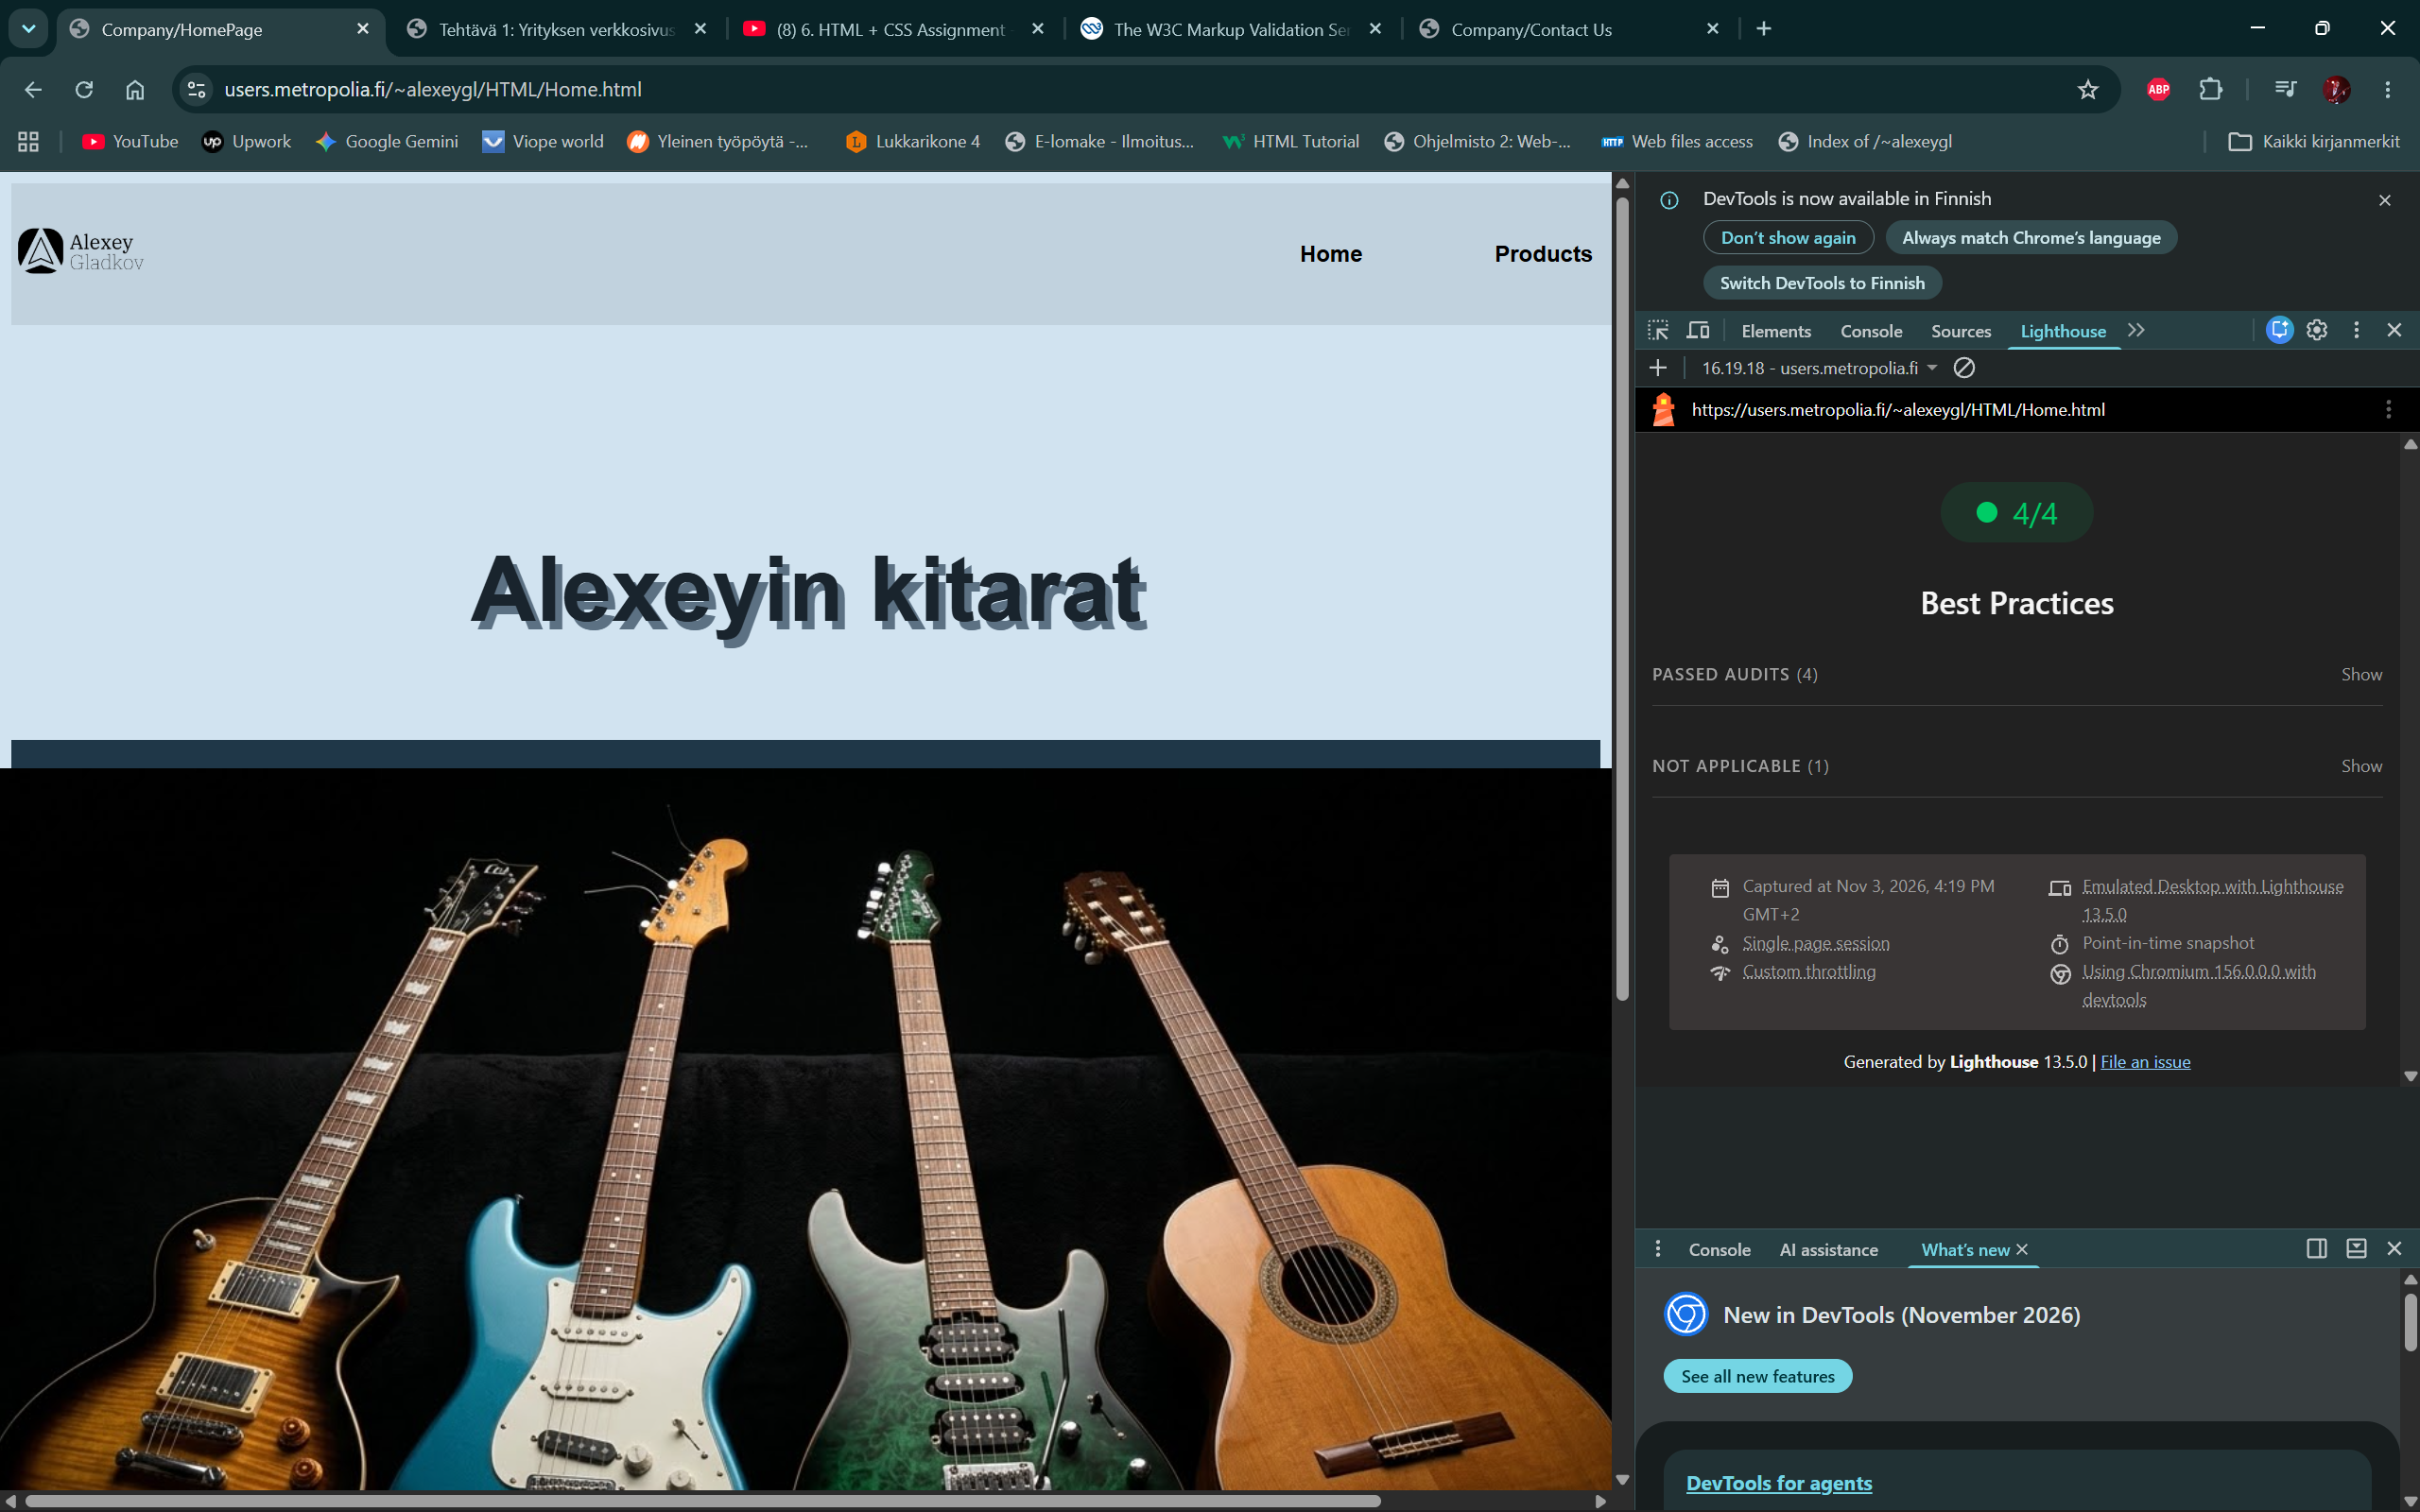 Company/HomePage
Tehtävä 1: Yrityksen verkkosivus
(8) 6. HTML + CSS Assignment
The W3C Markup Validation Ser
Company/Contact Us
users.metropolia.fi/~alexeygl/HTML/Home.html
ABP
YouTube
up Upwork
Google Gemini
Viope world
Yleinen työpöytä -...
L Lukkarikone 4
E-lomake - Ilmoitus...
HTML Tutorial
Ohjelmisto 2: Web-...
HTTP Web files access
Index of /~alexeygl
Kaikki kirjanmerkit
Alexey
Gladkov
Home
Products
Alexeyin kitarat
DevTools is now available in Finnish
Don't show again
Always match Chrome's language
Switch DevTools to Finnish
Elements
Console
Sources
Lighthouse
16.19.18 - users.metropolia.fi
https://users.metropolia.fi/~alexeygl/HTML/Home.html
4/4
Best Practices
PASSED AUDITS (4)
Show
NOT APPLICABLE (1)
Show
Captured at Nov 3, 2026, 4:19 PM
GMT+2
Single page session
Custom throttling
Emulated Desktop with Lighthouse
13.5.0
Point-in-time snapshot
Using Chromium 156.0.0.0 with
devtools
Generated by Lighthouse 13.5.0 | File an issue
Console
AI assistance
What's new
New in DevTools (November 2026)
See all new features
DevTools for agents